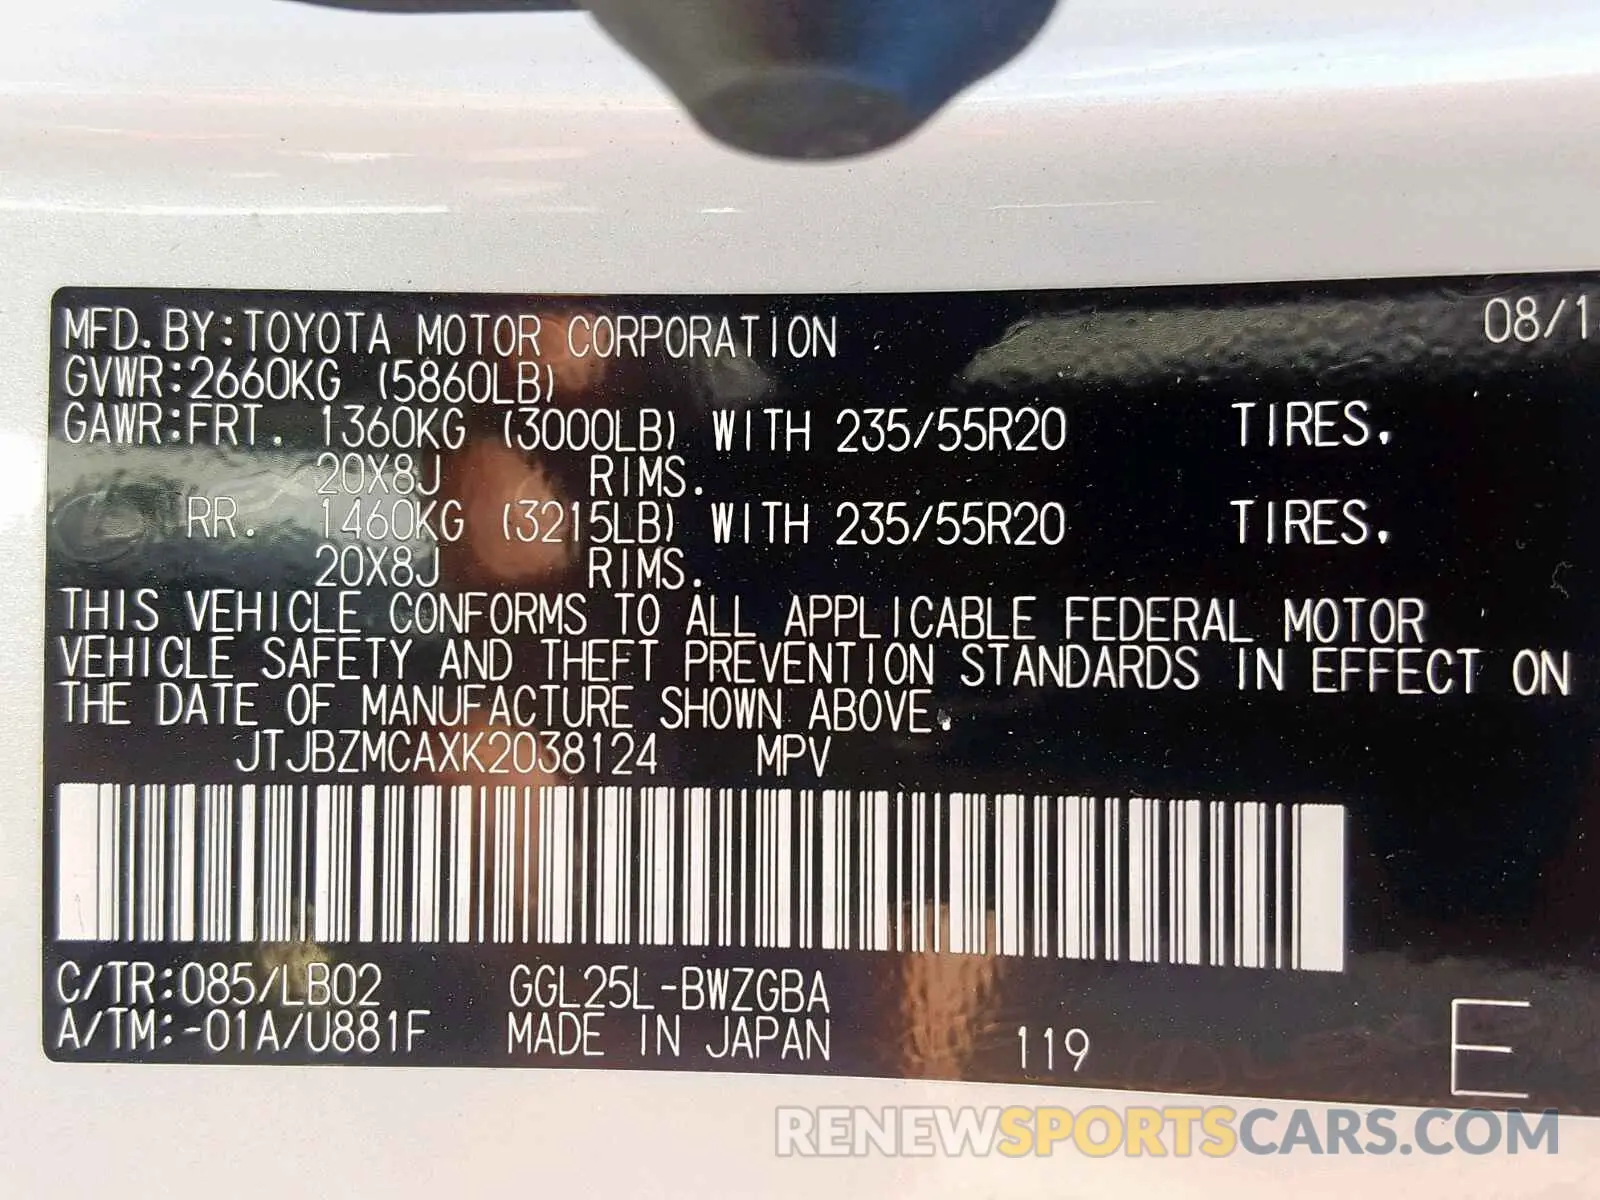 MFD.BY:TOYOTA MOTOR CORPORATION 08/1
GVWR:2660KG (5860LB)
GAWR:FRT. 1360KG (3000LB) WITH 235/55R20 TIRES,
20X8J RIMS.
RR. 1460KG (3215LB) WITH 235/55R20 TIRES,
20X8J RIMS.
THIS VEHICLE CONFORMS TO ALL APPLICABLE FEDERAL MOTOR
VEHICLE SAFETY AND THEFT PREVENTION STANDARDS IN EFFECT ON
THE DATE OF MANUFACTURE SHOWN ABOVE.
JTJBZMCAXK2038124 MPV
C/TR:085/LB02 GGL25L-BWZGBA
A/TM:-01A/U881F MADE IN JAPAN 119 E
RENEWSPORTSCARS.COM